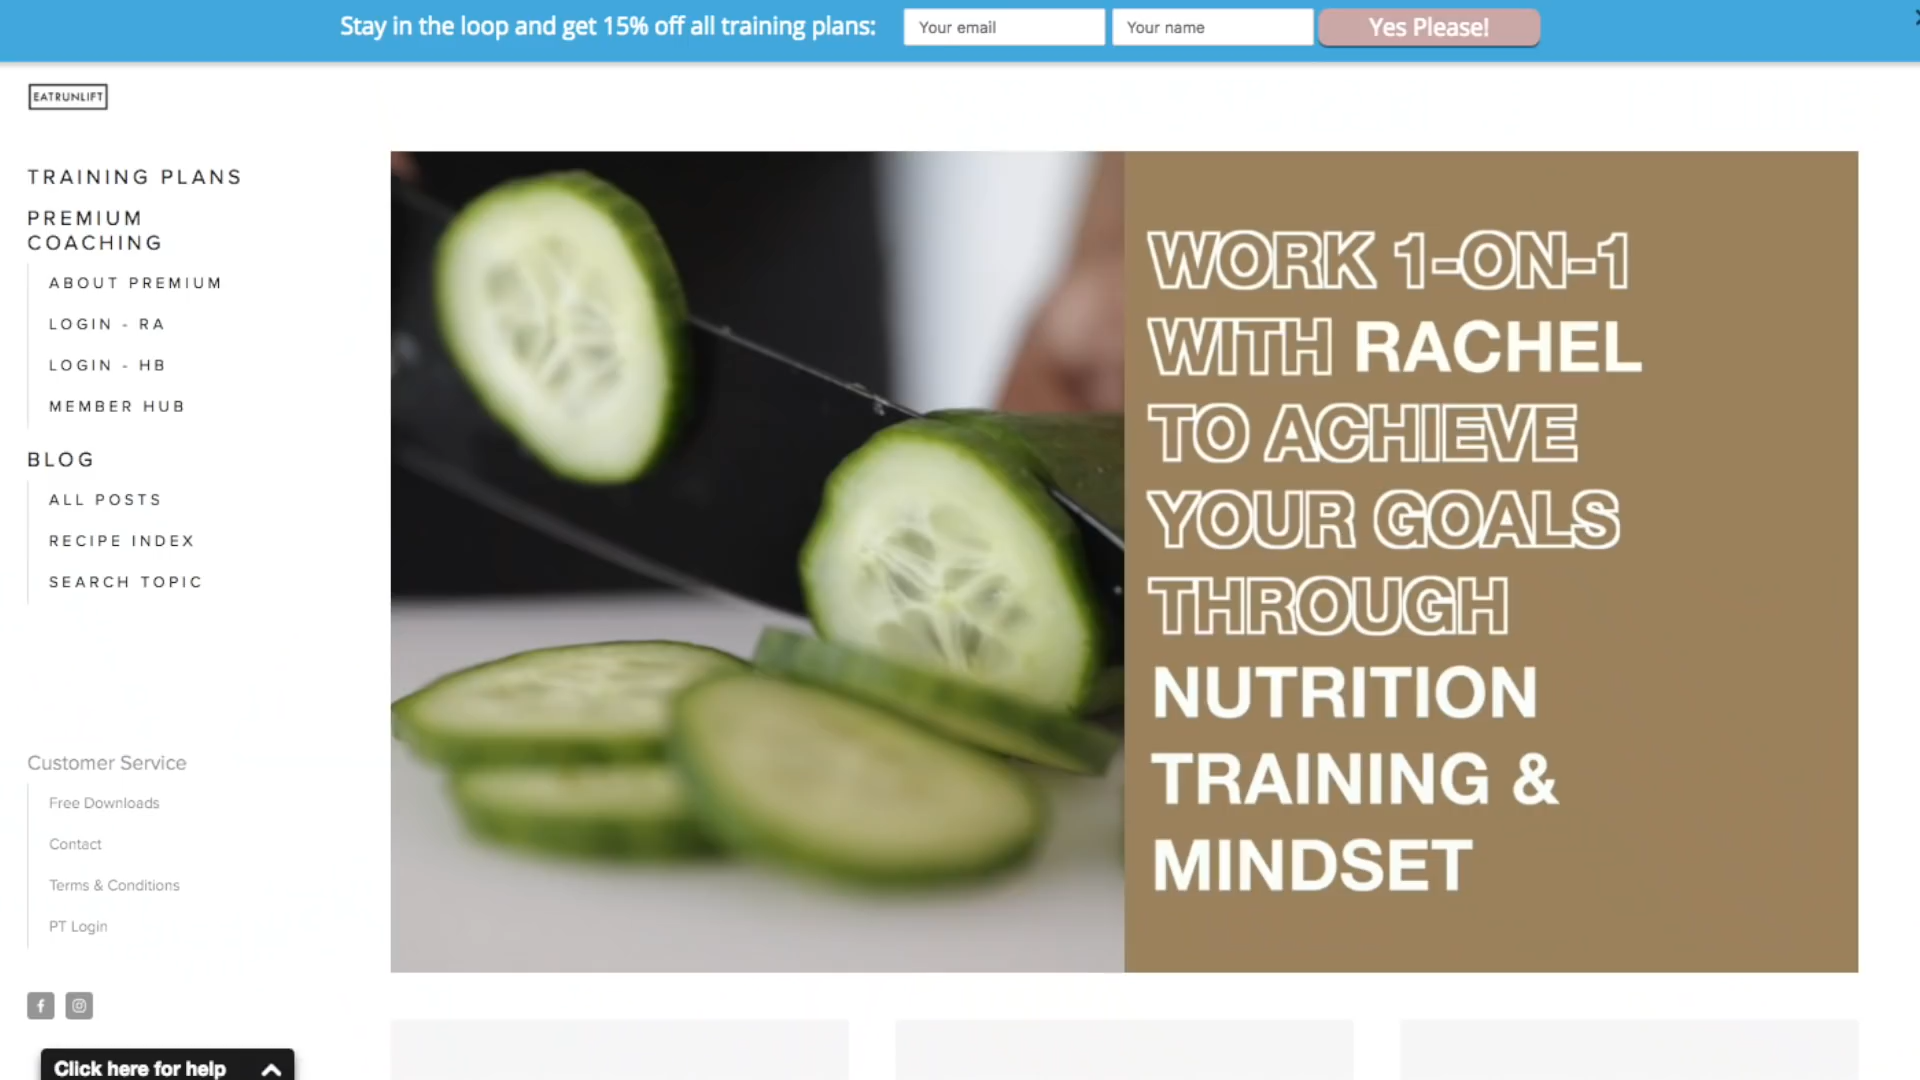 Stay in the loop and get 15% off all training plans:
Your email
Your name
Yes Please!
EATRUNLIFT
TRAINING PLANS
PREMIUM
COACHING
ABOUT PREMIUM
LOGIN - RA
LOGIN - HB
MEMBER HUB
BLOG
ALL POSTS
RECIPE INDEX
SEARCH TOPIC
Customer Service
Free Downloads
Contact
Terms & Conditions
PT Login
Click here for help
WORK 1-ON-1
WITH RACHEL
TO ACHIEVE
YOUR GOALS
THROUGH
NUTRITION
TRAINING &
MINDSET